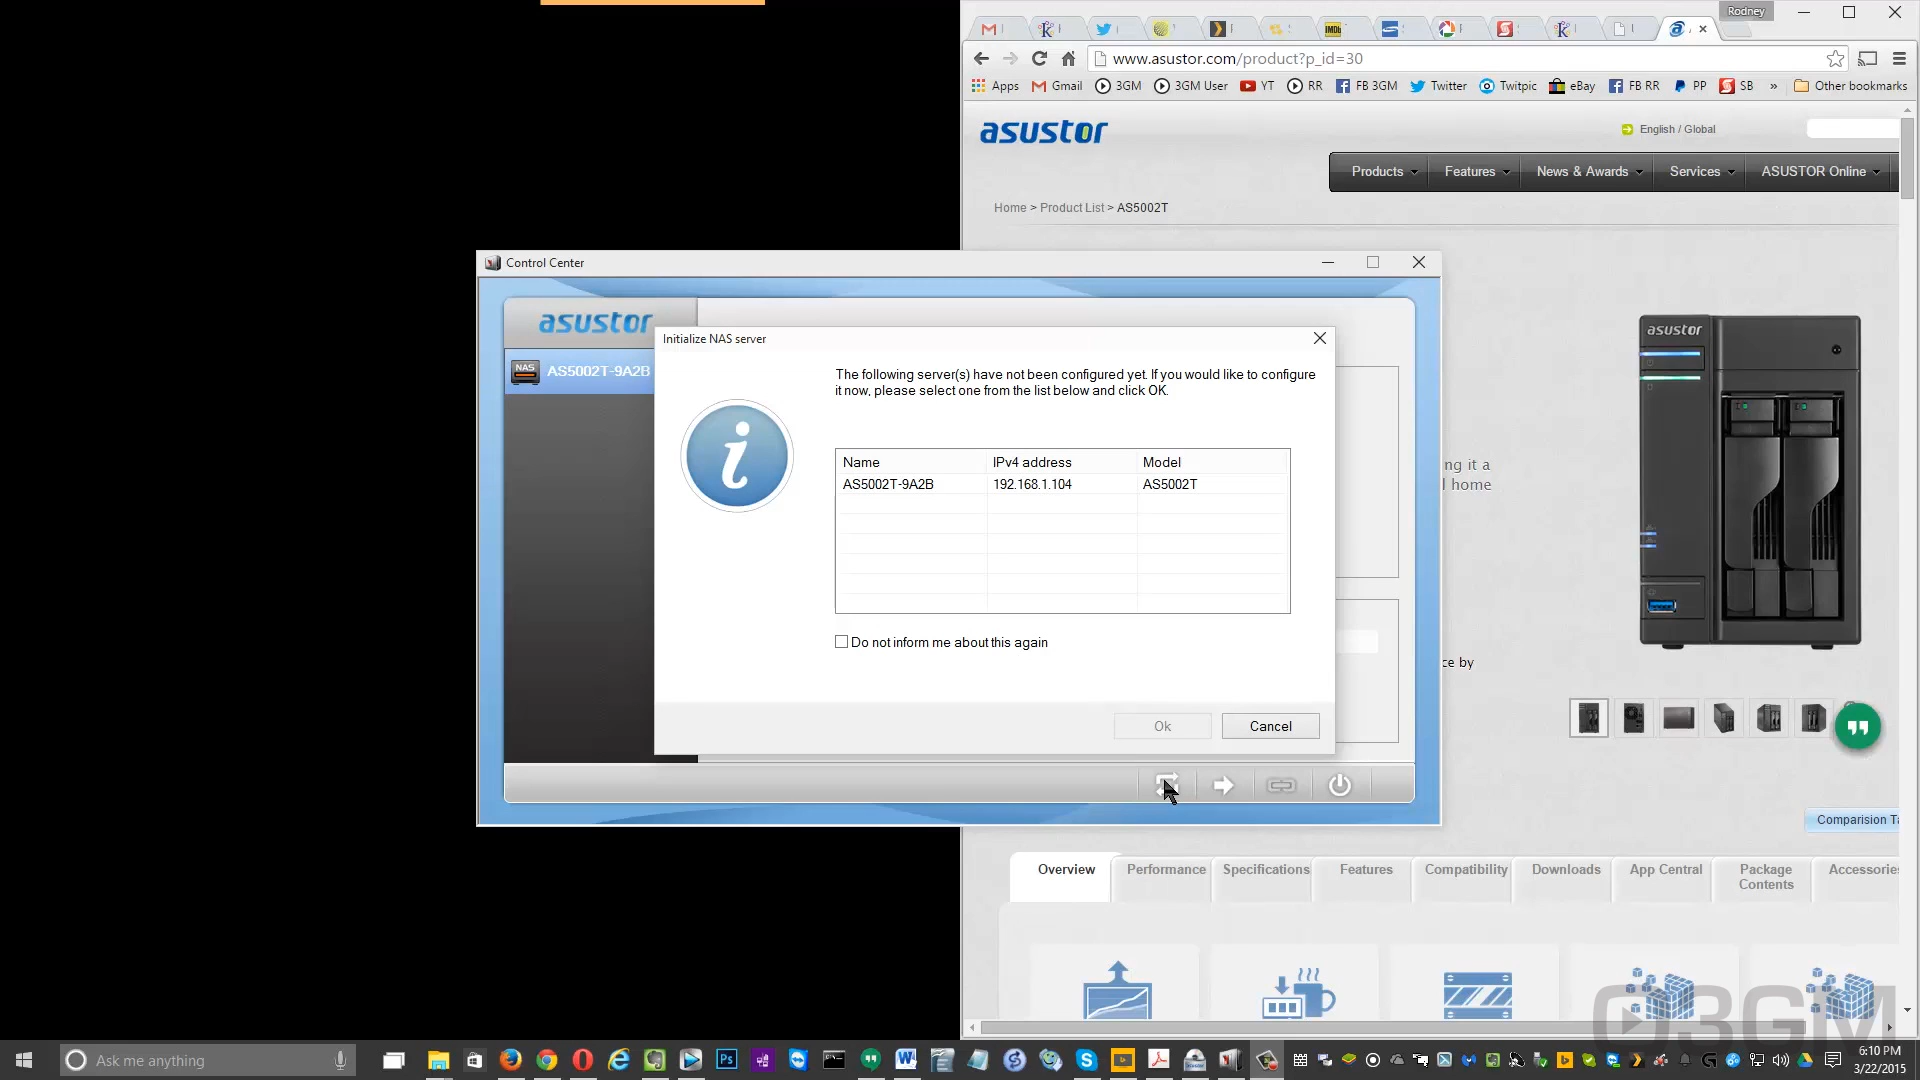 Rodney
www.asustor.com/product?p_id=30
Apps Gmail 3GM 3GM User YT RR FB 3GM Twitter Twitpic eBay FB RR PP SB » Other bookmarks
asustor
English / Global
Products Features News & Awards Services ASUSTOR Online
Home > Product List > AS5002T
Control Center
asustor
NAS AS5002T-9A2B
Initialize NAS server
The following server(s) have not been configured yet. If you would like to configure
it now, please select one from the list below and click OK.
Name IPv4 address Model
AS5002T-9A2B 192.168.1.104 AS5002T
Do not inform me about this again
Ok Cancel
asustor
ng it a
home
ce by
Comparision Ta
Overview Performance Specifications Features Compatibility Downloads App Central Package Contents Accessories
3GM
Ask me anything
6:10 PM
3/22/2015